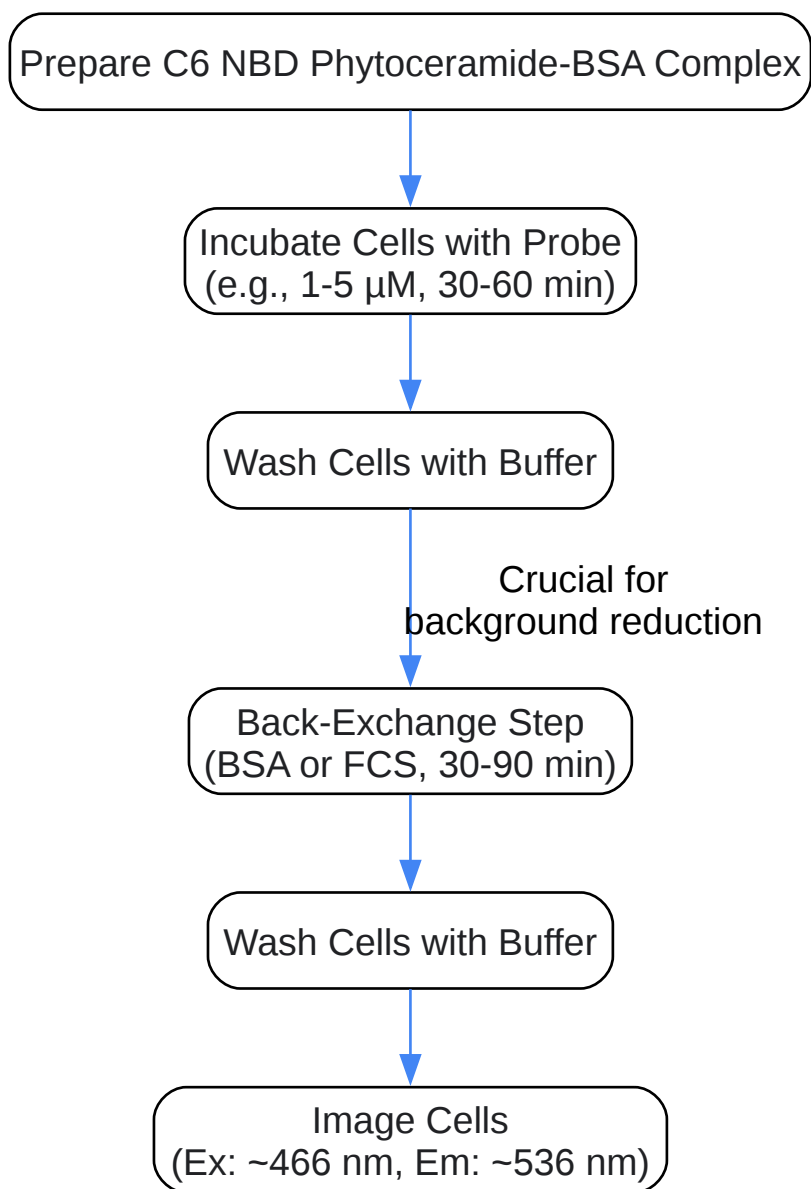 Prepare C6 NBD Phytoceramide-BSA Complex
Incubate Cells with Probe
(e.g., 1-5 µM, 30-60 min)
Wash Cells with Buffer
Crucial for
background reduction
Back-Exchange Step
(BSA or FCS, 30-90 min)
Wash Cells with Buffer
Image Cells
(Ex: ~466 nm, Em: ~536 nm)